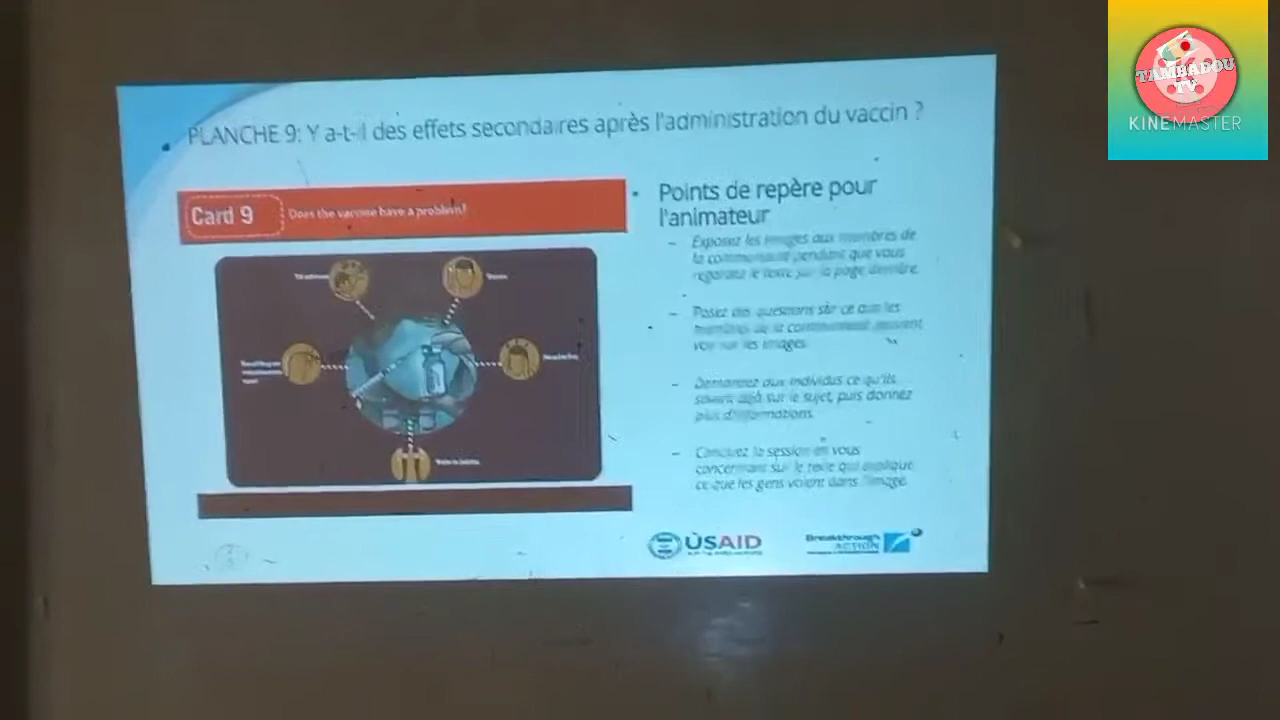 TAMBADOU
TV
KINEMASTER
PLANCHE 9: Y a-t-il des effets secondaires après l'administration du vaccin ?
Card 9
Does the vaccine have a problem?
Points de repère pour
l'animateur
– Exposez les images aux membres de
la communauté pendant que vous
regardez le texte sur la page derrière.
– Posez des questions sur ce que les
membres de la communauté peuvent
voir sur les images.
– Demandez aux individus ce qu'ils
savent déjà sur le sujet, puis donnez
plus d'informations.
– Concluez la session en vous
concentrant sur le texte qui explique
ce que les gens voient dans l'image.
Headache
USAID
Breakthrough
ACTION